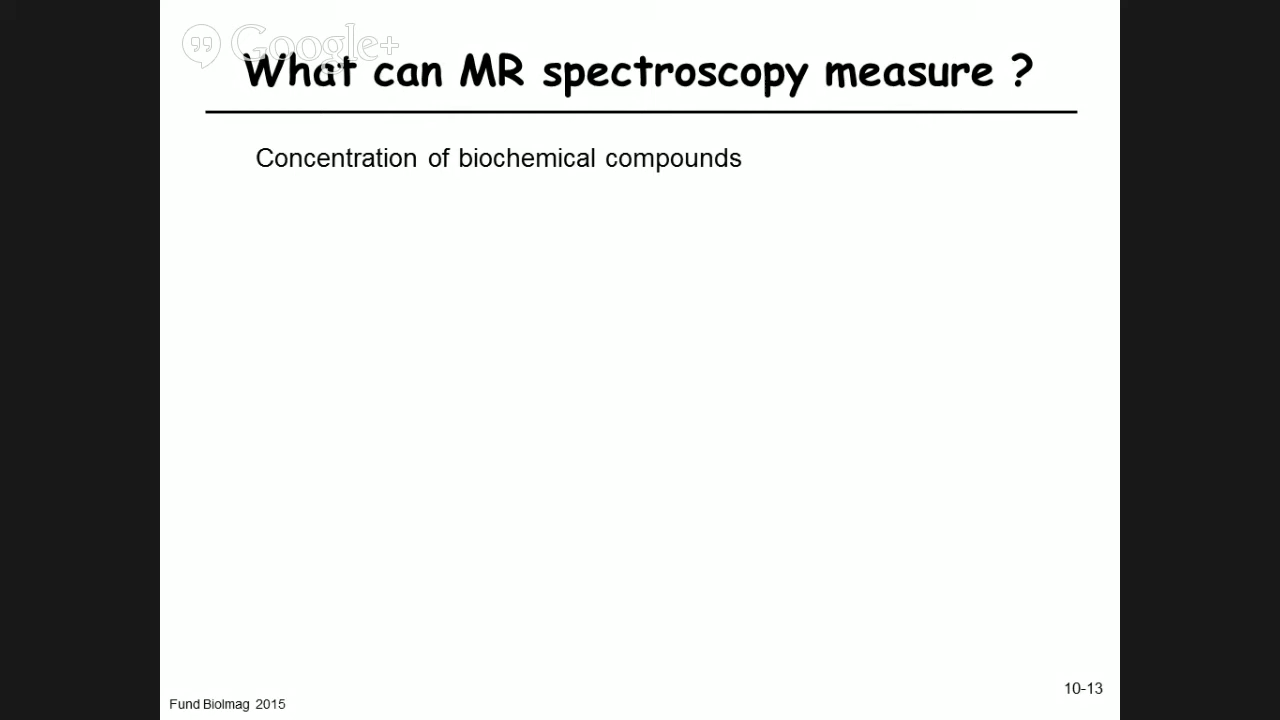 Google+
What can MR spectroscopy measure ?
Concentration of biochemical compounds
10-13
Fund BioImag 2015